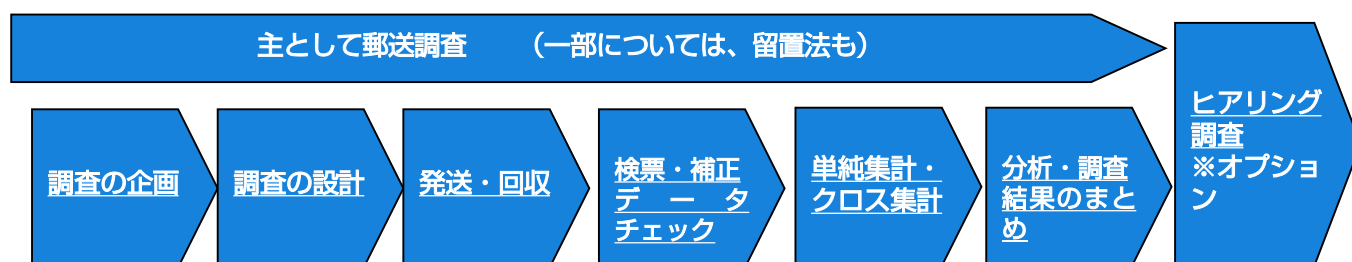 主として郵送調査　　（一部については、留置法も）
調査の企画
調査の設計
発送・回収
検票・補正
データ
チェック
単純集計・
クロス集計
分析・調査
結果のまと
め
ヒアリング
調査
※オプショ
ン